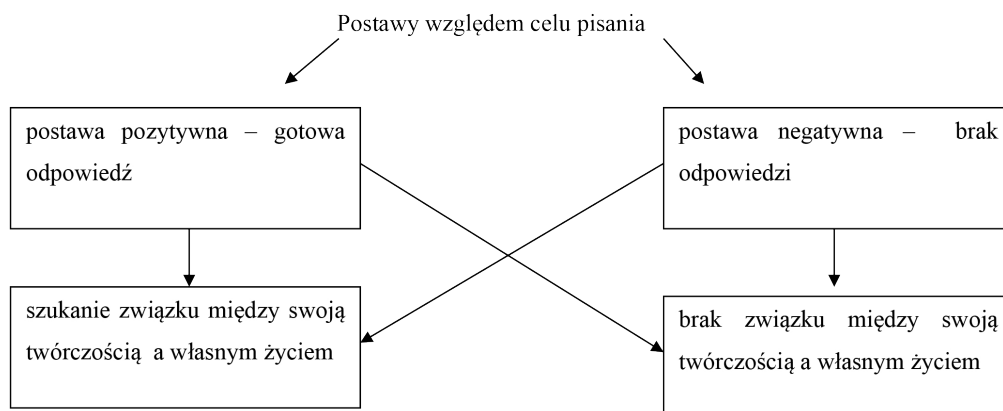 Postawy względem celu pisania
postawa pozytywna – gotowa
odpowiedź
postawa negatywna – brak
odpowiedzi
szukanie związku między swoją
twórczością a własnym życiem
brak związku między swoją
twórczością a własnym życiem